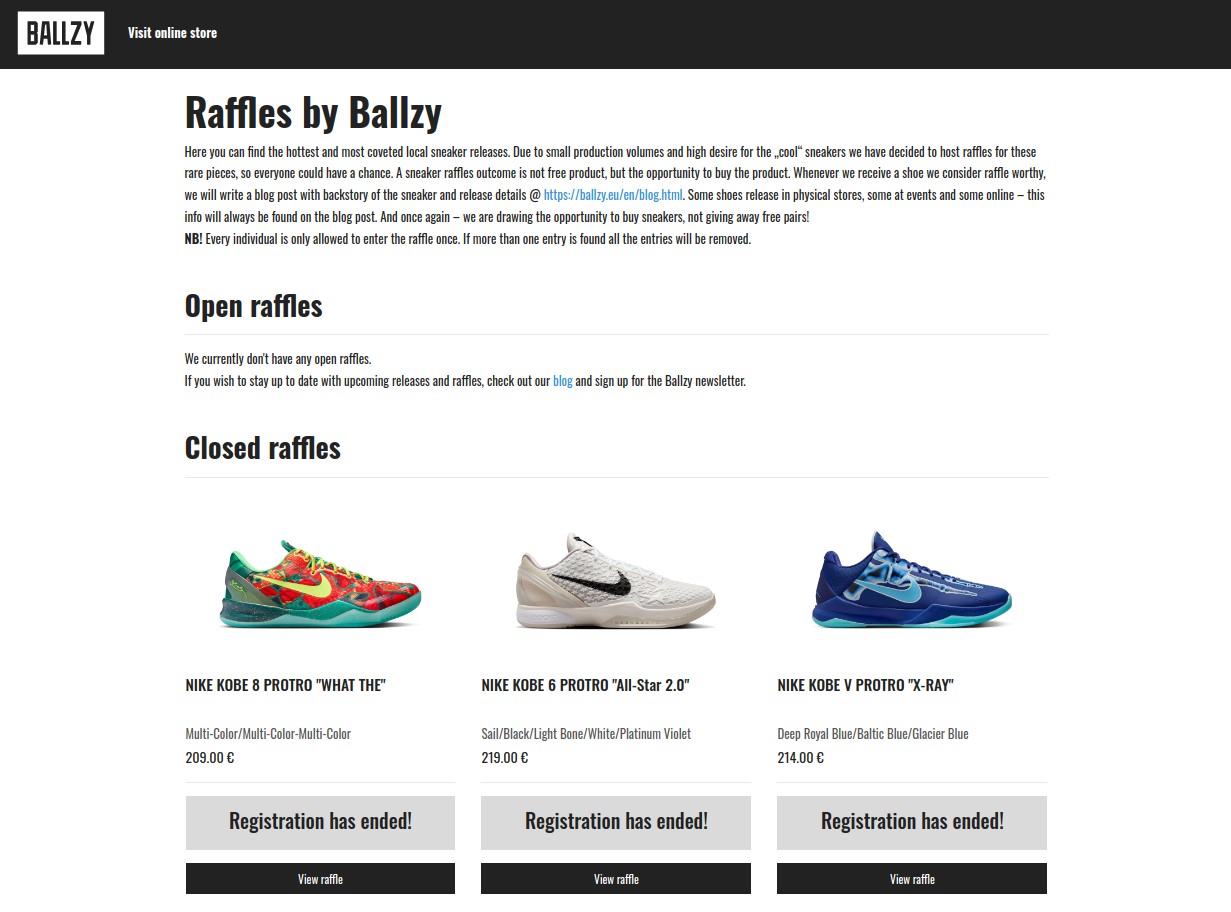 BALLZY
Visit online store
Raffles by Ballzy
Here you can find the hottest and most coveted local sneaker releases. Due to small production volumes and high desire for the „cool“ sneakers we have decided to host raffles for these
rare pieces, so everyone could have a chance. A sneaker raffles outcome is not free product, but the opportunity to buy the product. Whenever we receive a shoe we consider raffle worthy,
we will write a blog post with backstory of the sneaker and release details @ https://ballzy.eu/en/blog.html. Some shoes release in physical stores, some at events and some online – this
info will always be found on the blog post. And once again – we are drawing the opportunity to buy sneakers, not giving away free pairs!
NB! Every individual is only allowed to enter the raffle once. If more than one entry is found all the entries will be removed.
Open raffles
We currently don't have any open raffles.
If you wish to stay up to date with upcoming releases and raffles, check out our blog and sign up for the Ballzy newsletter.
Closed raffles
NIKE KOBE 8 PROTRO "WHAT THE"
Multi-Color/Multi-Color-Multi-Color
209.00 €
Registration has ended!
View raffle
NIKE KOBE 6 PROTRO "All-Star 2.0"
Sail/Black/Light Bone/White/Platinum Violet
219.00 €
Registration has ended!
View raffle
NIKE KOBE V PROTRO "X-RAY"
Deep Royal Blue/Baltic Blue/Glacier Blue
214.00 €
Registration has ended!
View raffle